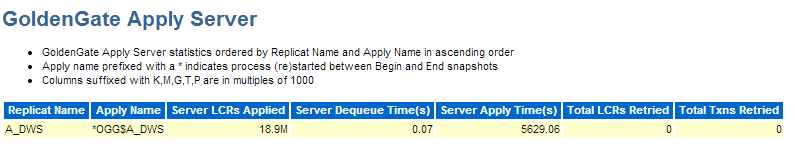 GoldenGate Apply Server
• GoldenGate Apply Server statistics ordered by Replicat Name and Apply Name in ascending order
• Apply name prefixed with a * indicates process (re)started between Begin and End snapshots
• Columns suffixed with K,M,G,T,P are in multiples of 1000
Replicat Name Apply Name Server LCRs Applied Server Dequeue Time(s) Server Apply Time(s) Total LCRs Retried Total Txns Retried
A_DWS *OGG$A_DWS 18.9M 0.07 5629.06 0 0